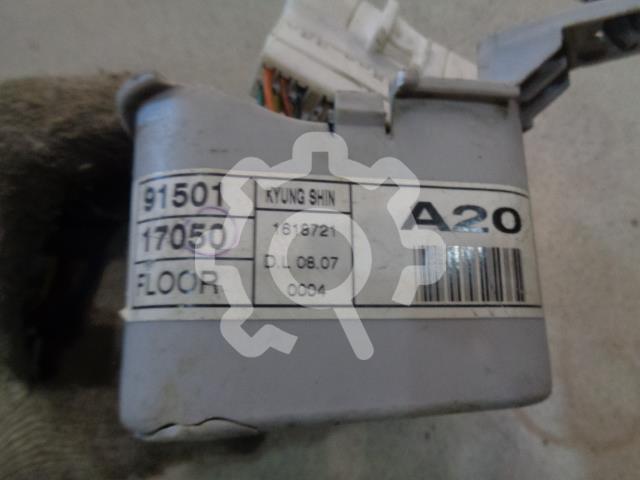 91501
17050
FLOOR
KYUNG SHIN
1618721
D.L 08.07
0004
A20